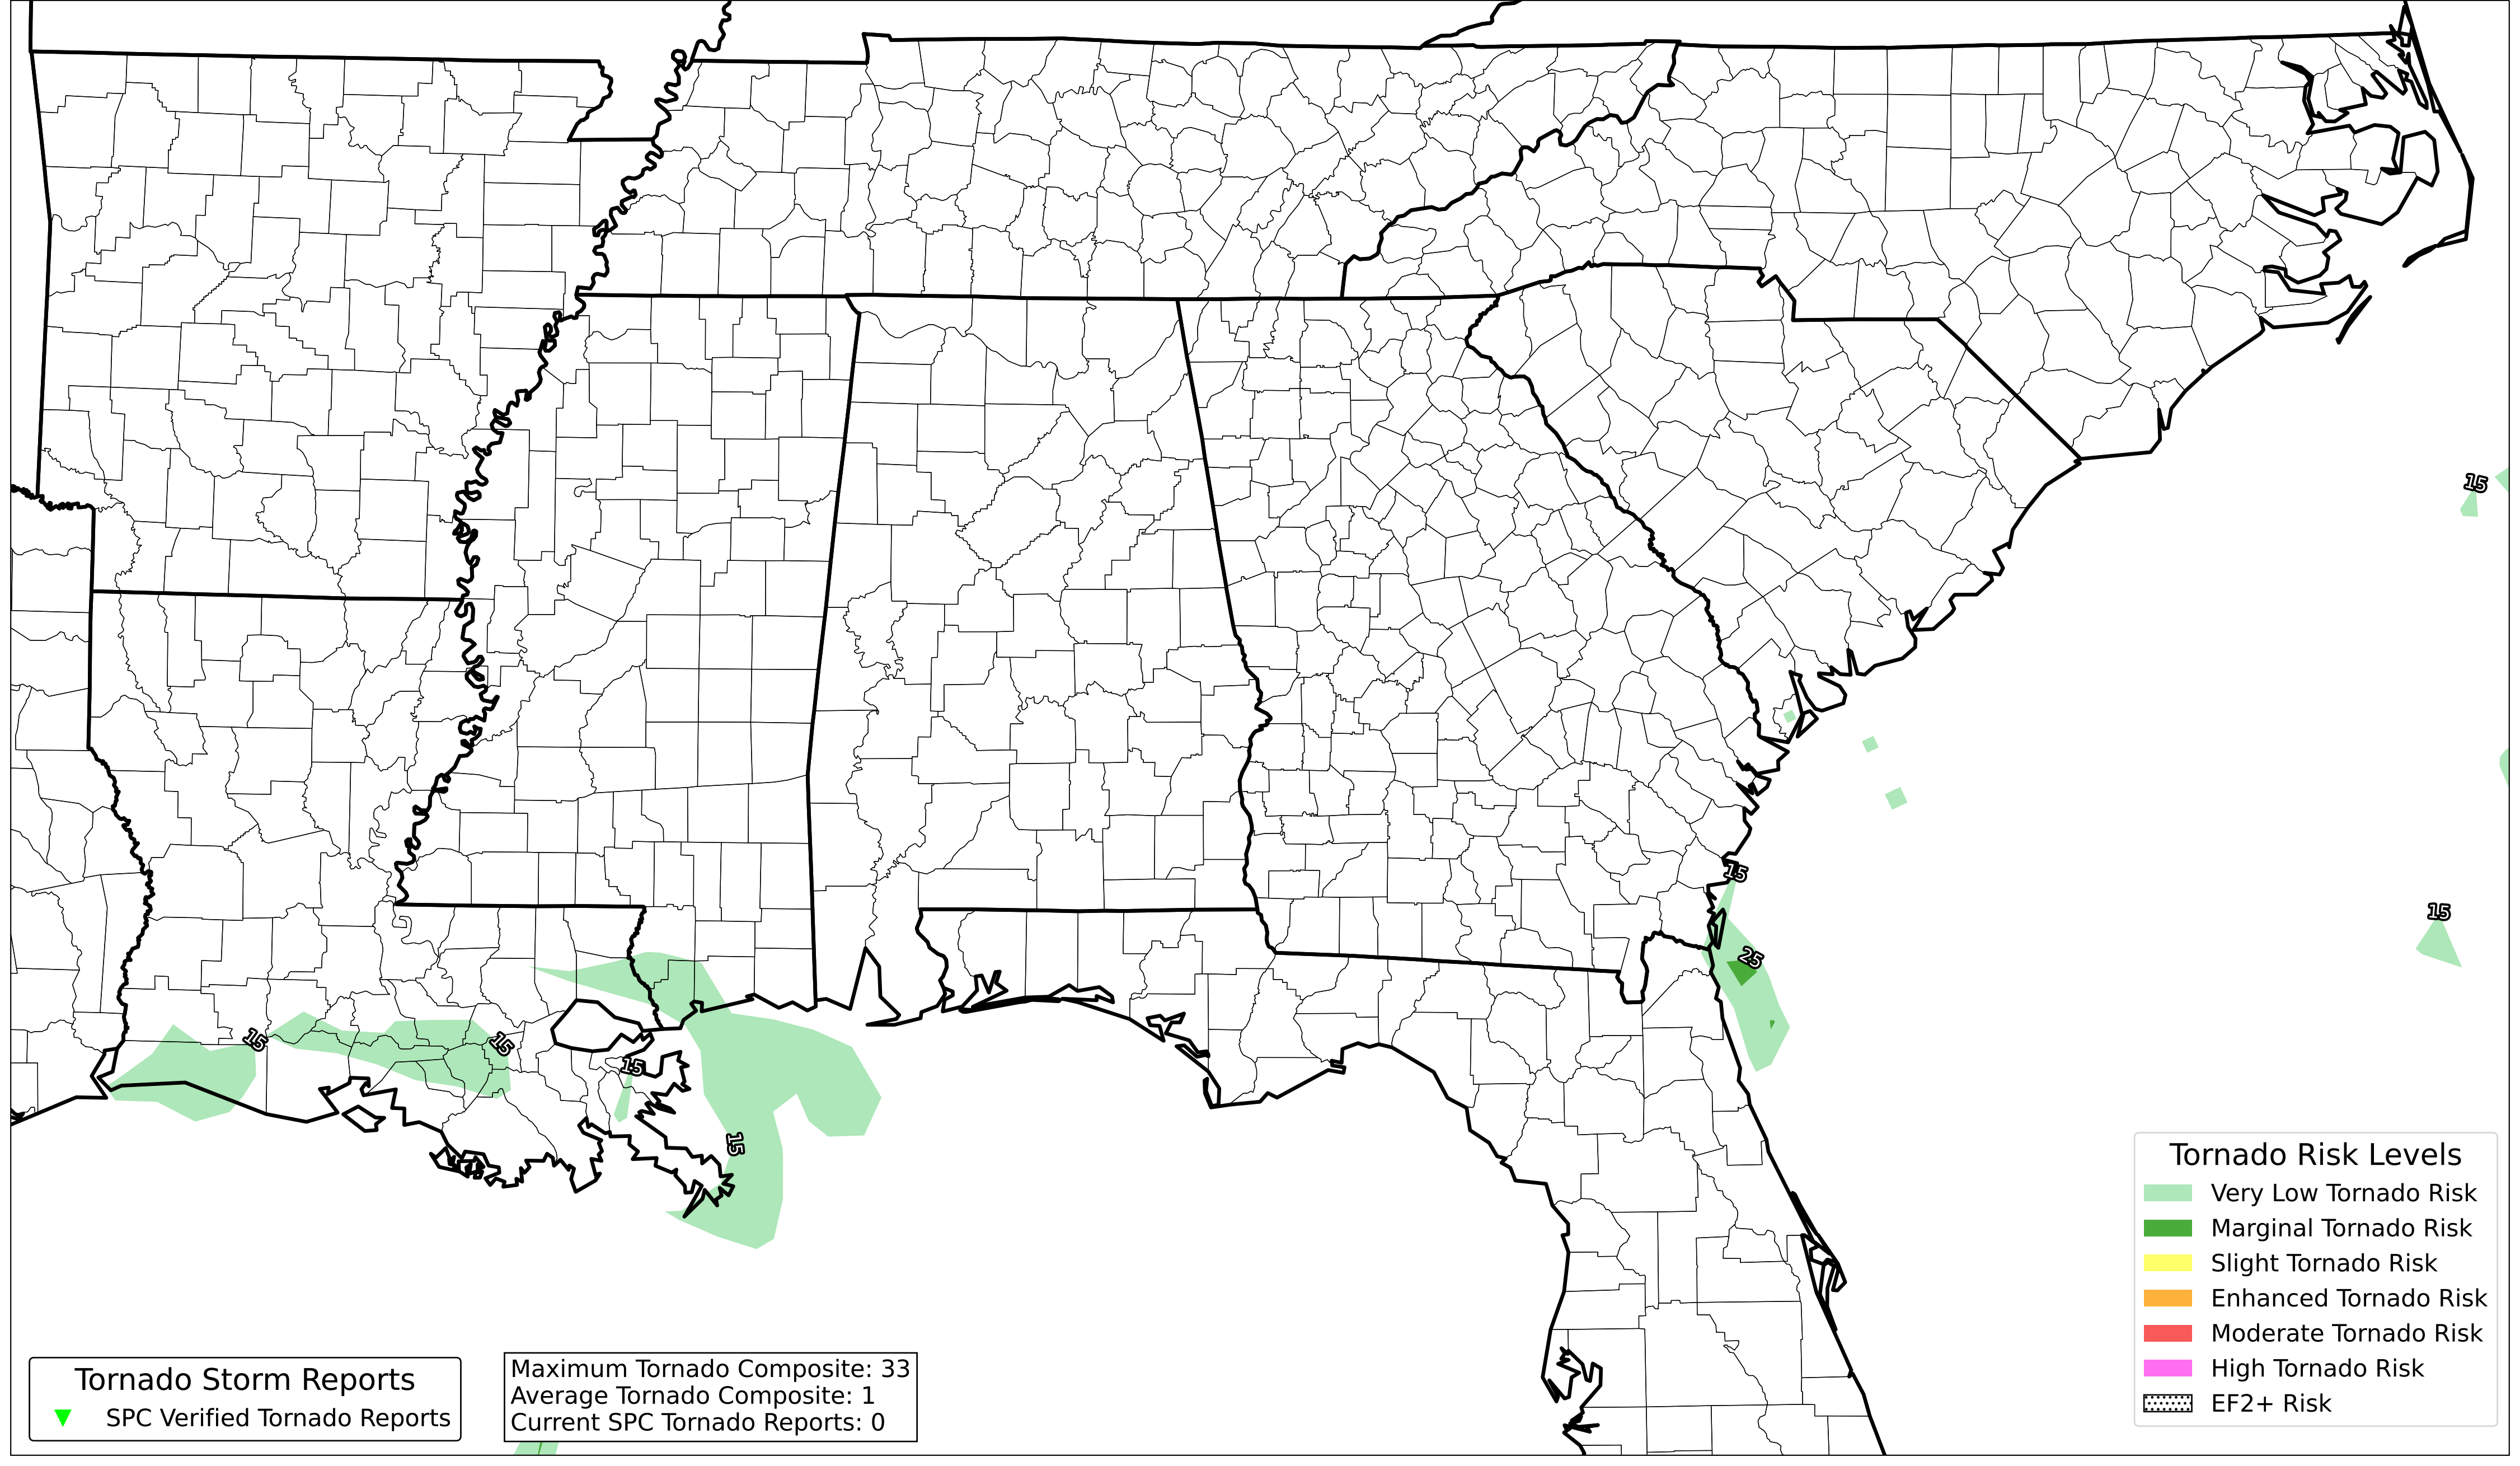 15
15
15
25
15
15
15
15
Tornado Risk Levels
Very Low Tornado Risk
Marginal Tornado Risk
Slight Tornado Risk
Enhanced Tornado Risk
Moderate Tornado Risk
High Tornado Risk
EF2+ Risk
Tornado Storm Reports
SPC Verified Tornado Reports
Maximum Tornado Composite: 33
Average Tornado Composite: 1
Current SPC Tornado Reports: 0